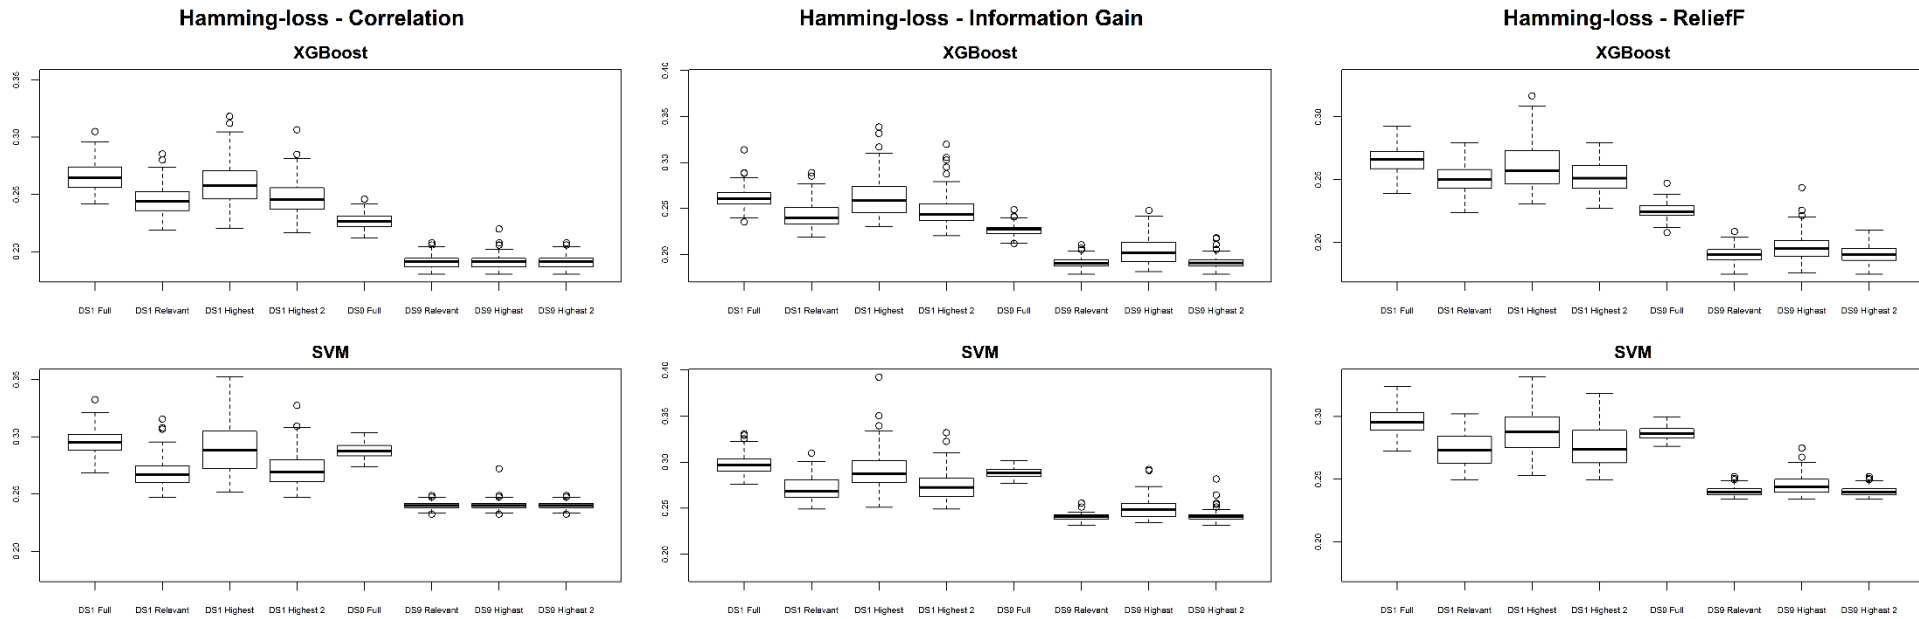 Hamming-loss - Correlation
XGBoost
0.35
0.30
0.25
0.20
DS1 Full DS1 Relevant DS1 Highest DS1 Highest 2 DS9 Full DS9 Relevant DS9 Highest DS9 Highest 2
SVM
0.35
0.30
0.25
0.20
DS1 Full DS1 Relevant DS1 Highest DS1 Highest 2 DS9 Full DS9 Relevant DS9 Highest DS9 Highest 2
Hamming-loss - Information Gain
XGBoost
0.40
0.35
0.30
0.25
0.20
DS1 Full DS1 Relevant DS1 Highest DS1 Highest 2 DS9 Full DS9 Relevant DS9 Highest DS9 Highest 2
SVM
0.40
0.35
0.30
0.25
0.20
DS1 Full DS1 Relevant DS1 Highest DS1 Highest 2 DS9 Full DS9 Relevant DS9 Highest DS9 Highest 2
Hamming-loss - ReliefF
XGBoost
0.30
0.25
0.20
DS1 Full DS1 Relevant DS1 Highest DS1 Highest 2 DS9 Full DS9 Relevant DS9 Highest DS9 Highest 2
SVM
0.30
0.25
0.20
DS1 Full DS1 Relevant DS1 Highest DS1 Highest 2 DS9 Full DS9 Relevant DS9 Highest DS9 Highest 2